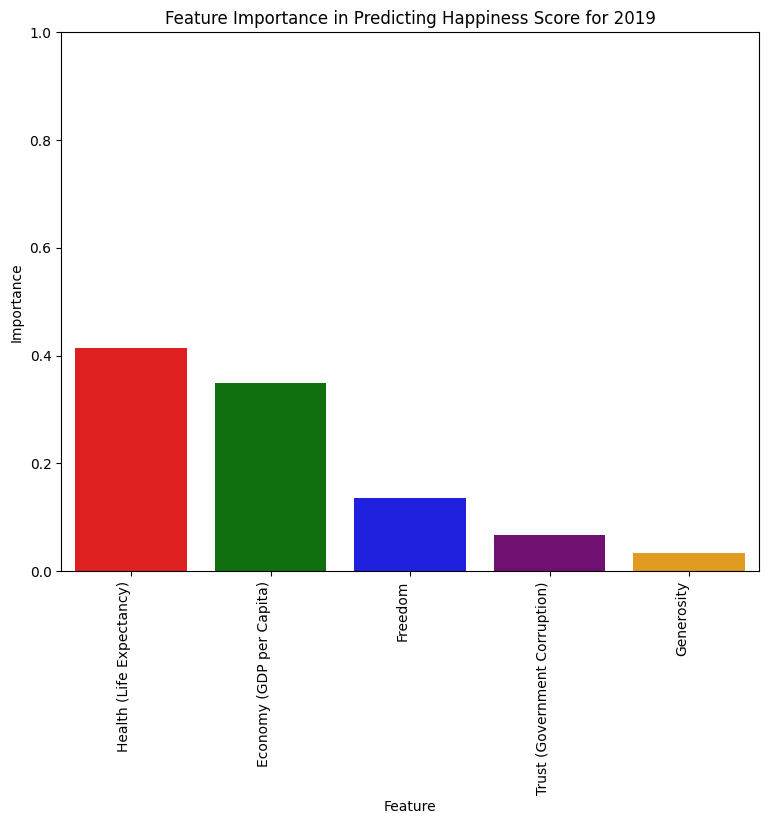 Feature Importance in Predicting Happiness Score for 2019
1.0
0.8
0.6
0.4
0.2
0.0
Importance
Health (Life Expectancy)
Economy (GDP per Capita)
Freedom
Trust (Government Corruption)
Generosity
Feature